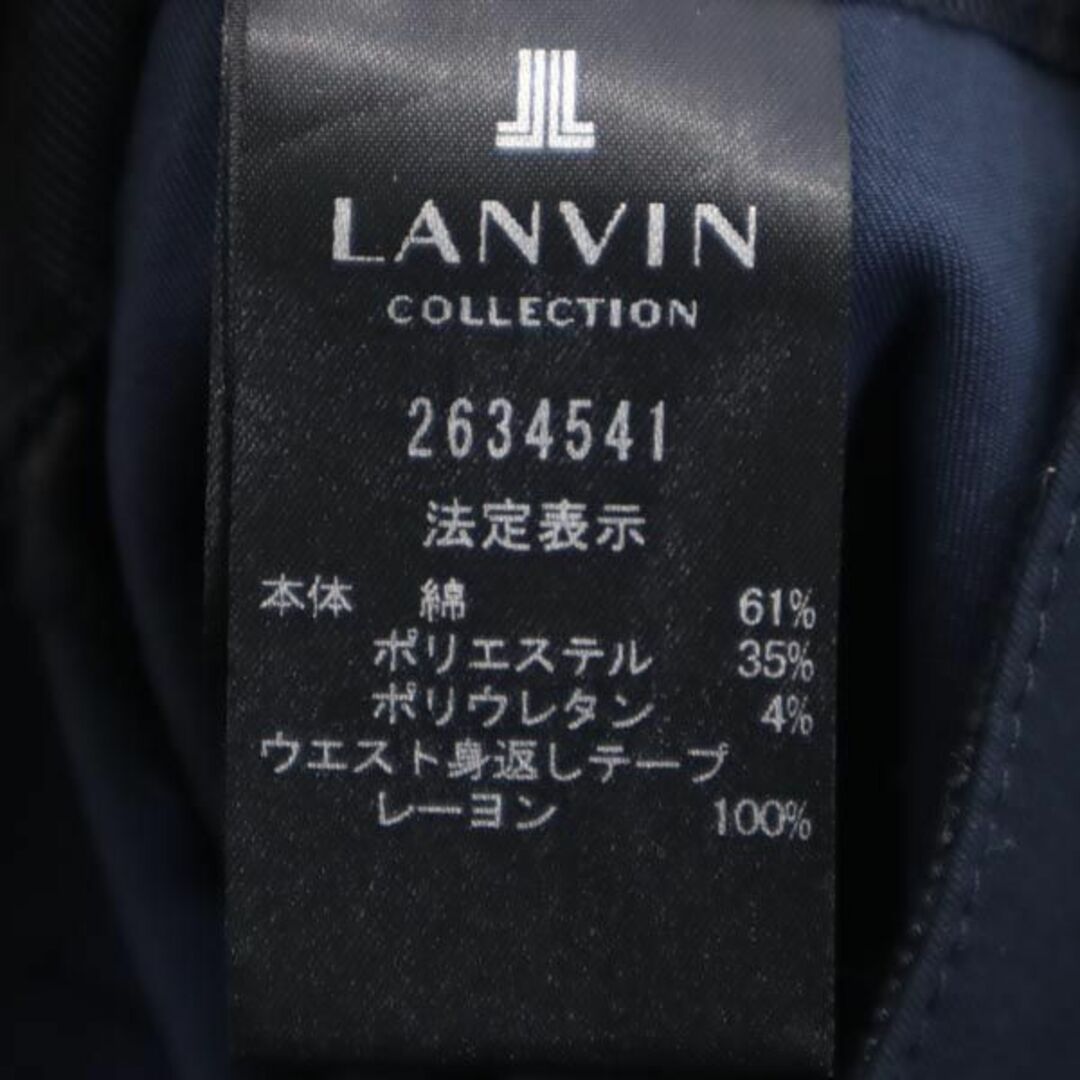 LANVIN
COLLECTION
2634541
法定表示
本体 綿 61%
ポリエステル 35%
ポリウレタン 4%
ウエスト身返しテープ
レーヨン 100%